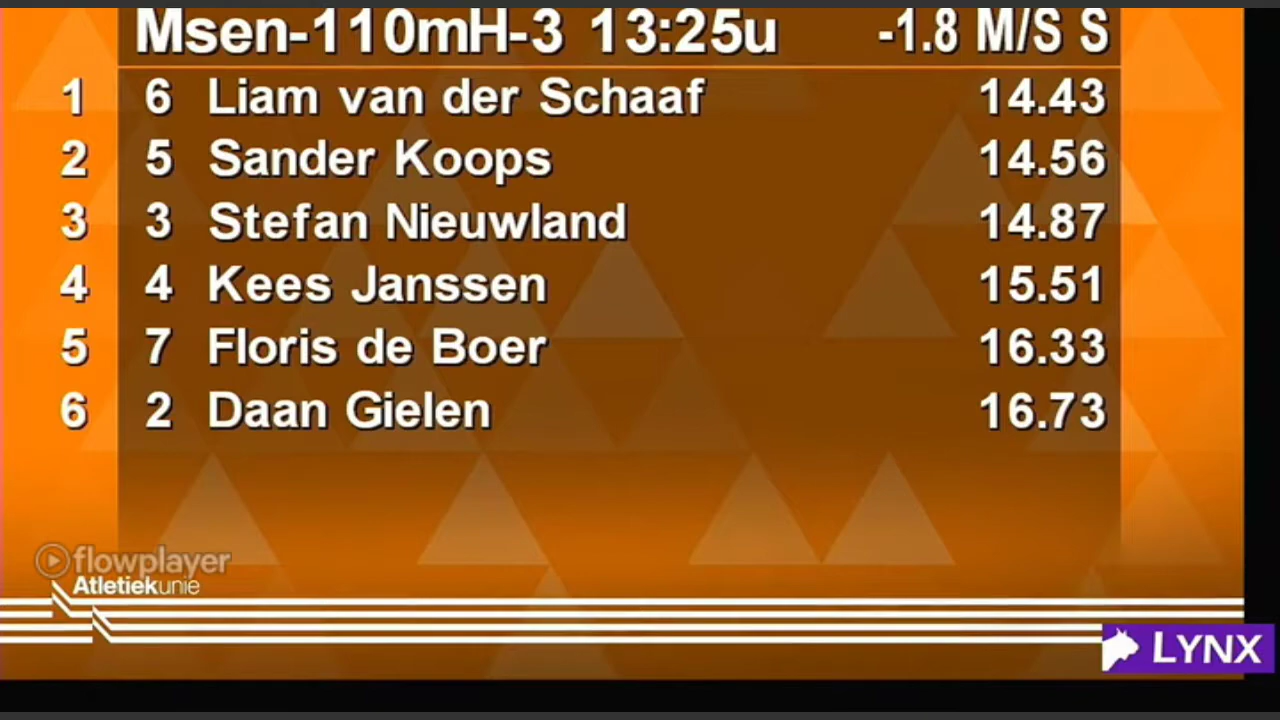 Msen-110mH-3 13:25u -1.8 M/S S
1 6 Liam van der Schaaf 14.43
2 5 Sander Koops 14.56
3 3 Stefan Nieuwland 14.87
4 4 Kees Janssen 15.51
5 7 Floris de Boer 16.33
6 2 Daan Gielen 16.73
flowplayer
Atletiekunie
LYNX